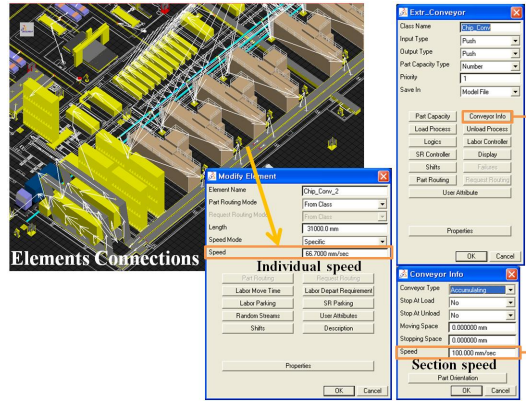 Elements Connections
Modify Element
Element Name
Chip_Conv_2
Part Routing Mode
From Class
Request Routing Mode
From Class
Length
31000.0 mm
Speed Mode
Specific
Speed
66.7000 mm/sec
Individual speed
Part Routing
Request Routing
Labor Move Time
Labor Depart Requirement
Labor Parking
SR Parking
Random Streams
User Attributes
Shifts
Description
Properties
OK
Cancel
Extr..Conveyor
Class Name
Chip_Conv
Input Type
Push
Output Type
Push
Part Capacity Type
Number
Priority
1
Save In
Model File
Part Capacity
Conveyor Info
Load Process
Unload Process
Logics
Labor Controller
SR Controller
Display
Shifts
Failures
Part Routing
Request Routing
User Attribute
Properties
OK
Cancel
Conveyor Info
Conveyor Type
Accumulating
Stop At Load
No
Stop At Unload
No
Moving Space
0.000000 mm
Stopping Space
0.000000 mm
Speed
100.000 mm/sec
Section speed
Part Orientation
OK
Cancel